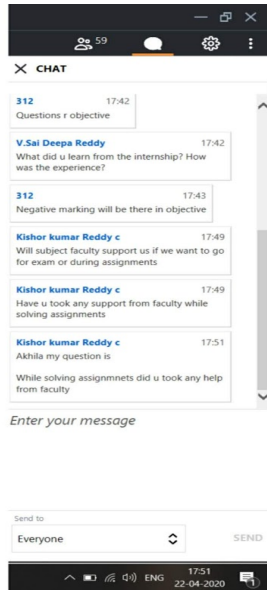 59
CHAT
312 17:42
Questions r objective
V.Sai Deepa Reddy 17:42
What did u learn from the internship? How
was the experience?
312 17:43
Negative marking will be there in objective
Kishor kumar Reddy c 17:49
Will subject faculty support us if we want to go
for exam or during assignments
Kishor kumar Reddy c 17:49
Have u took any support from faculty while
solving assignments
Kishor kumar Reddy c 17:51
Akhila my question is
While solving assignmnets did u took any help
from faculty
Enter your message
Send to
Everyone SEND
ENG 17:51
22-04-2020 1